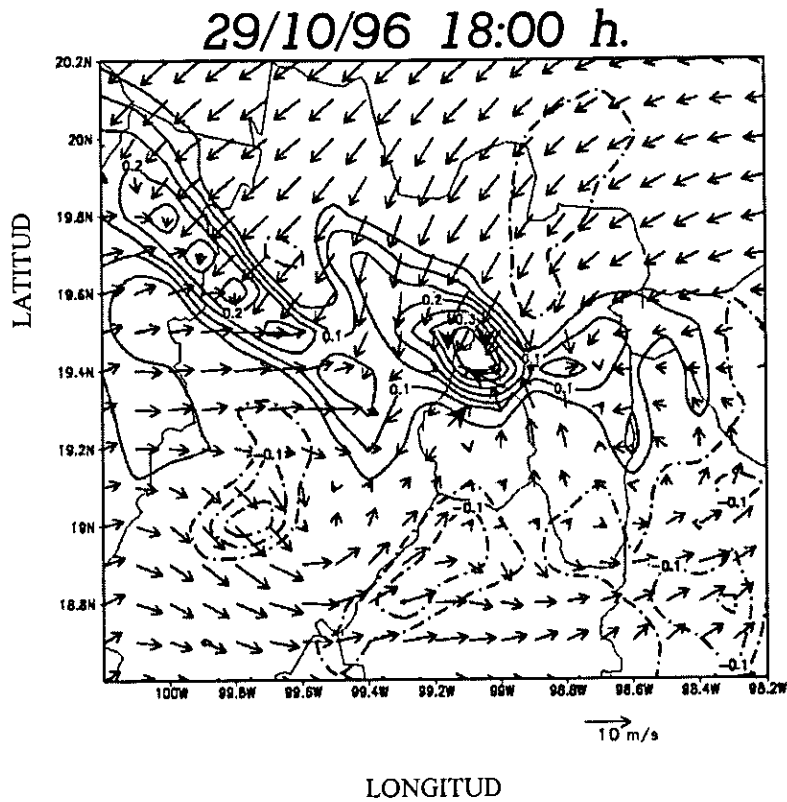 29/10/96 18:00 h.
20.2N
20N
0.2
19.8N
LATITUD
19.6N
0.2
0.2
0.3
0.1
0.1
19.4N
0.1
0.1
19.2N
-0.1
-0.1
-0.1
19N
-0.1
18.8N
-0.1
100W 99.8W 99.6W 99.4W 99.2W 99W 98.8W 98.6W 98.4W 98.2W
10 m/s
LONGITUD